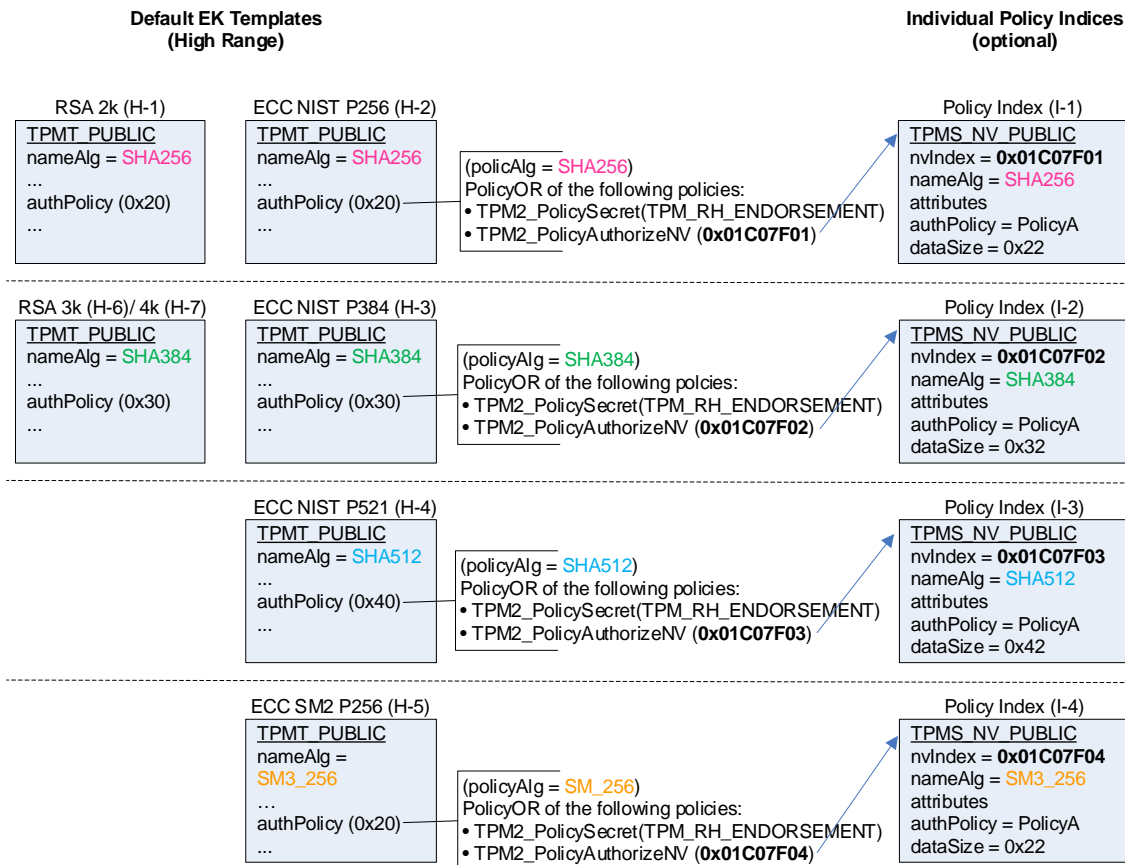 Default EK Templates
(High Range)
Individual Policy Indices
(optional)
RSA 2k (H-1)
TPMT_PUBLIC
nameAlg = SHA256
...
authPolicy (0x20)
...
ECC NIST P256 (H-2)
TPMT_PUBLIC
nameAlg = SHA256
...
authPolicy (0x20)
...
(policAlg = SHA256)
PolicyOR of the following policies:
• TPM2_PolicySecret(TPM_RH_ENDORSEMENT)
• TPM2_PolicyAuthorizeNV (0x01C07F01)
Policy Index (I-1)
TPMS_NV_PUBLIC
nvIndex = 0x01C07F01
nameAlg = SHA256
attributes
authPolicy = PolicyA
dataSize = 0x22
RSA 3k (H-6)/ 4k (H-7)
TPMT_PUBLIC
nameAlg = SHA384
...
authPolicy (0x30)
...
ECC NIST P384 (H-3)
TPMT_PUBLIC
nameAlg = SHA384
...
authPolicy (0x30)
...
(policyAlg = SHA384)
PolicyOR of the following polcies:
• TPM2_PolicySecret(TPM_RH_ENDORSEMENT)
• TPM2_PolicyAuthorizeNV (0x01C07F02)
Policy Index (I-2)
TPMS_NV_PUBLIC
nvIndex = 0x01C07F02
nameAlg = SHA384
attributes
authPolicy = PolicyA
dataSize = 0x32
ECC NIST P521 (H-4)
TPMT_PUBLIC
nameAlg = SHA512
...
authPolicy (0x40)
...
(policyAlg = SHA512)
PolicyOR of the following policies:
• TPM2_PolicySecret(TPM_RH_ENDORSEMENT)
• TPM2_PolicyAuthorizeNV (0x01C07F03)
Policy Index (I-3)
TPMS_NV_PUBLIC
nvIndex = 0x01C07F03
nameAlg = SHA512
attributes
authPolicy = PolicyA
dataSize = 0x42
ECC SM2 P256 (H-5)
TPMT_PUBLIC
nameAlg =
SM3_256
...
authPolicy (0x20)
...
(policyAlg = SM_256)
PolicyOR of the following policies:
• TPM2_PolicySecret(TPM_RH_ENDORSEMENT)
• TPM2_PolicyAuthorizeNV (0x01C07F04)
Policy Index (I-4)
TPMS_NV_PUBLIC
nvIndex = 0x01C07F04
nameAlg = SM3_256
attributes
authPolicy = PolicyA
dataSize = 0x22